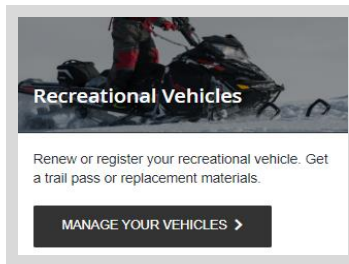 Recreational Vehicles
Renew or register your recreational vehicle. Get
a trail pass or replacement materials.
MANAGE YOUR VEHICLES >